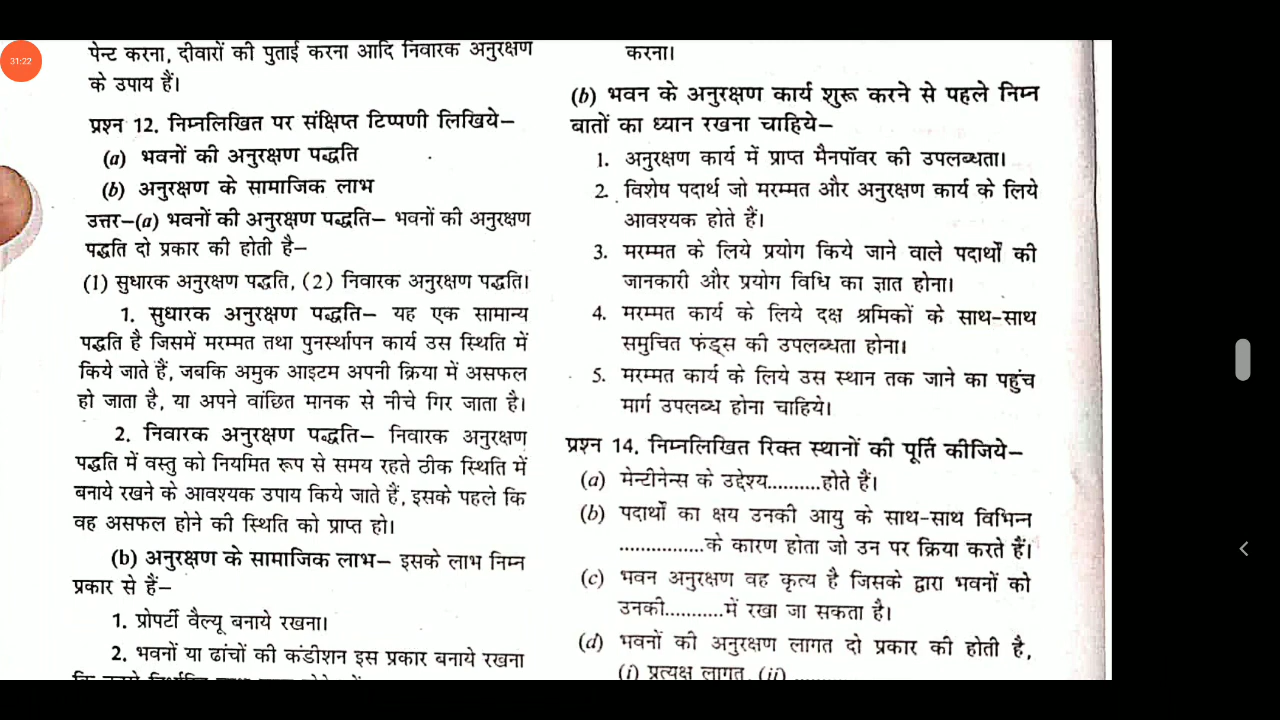 31:22
पेन्ट करना, दीवारों की पुताई करना आदि निवारक अनुरक्षण
के उपाय हैं।
प्रश्न 12. निम्नलिखित पर संक्षिप्त टिप्पणी लिखिये–
(a) भवनों की अनुरक्षण पद्धति
(b) अनुरक्षण के सामाजिक लाभ
उत्तर–(a) भवनों की अनुरक्षण पद्धति– भवनों की अनुरक्षण
पद्धति दो प्रकार की होती है–
(1) सुधारक अनुरक्षण पद्धति, (2) निवारक अनुरक्षण पद्धति।
1. सुधारक अनुरक्षण पद्धति– यह एक सामान्य
पद्धति है जिसमें मरम्मत तथा पुनर्स्थापन कार्य उस स्थिति में
किये जाते हैं, जबकि अमुक आइटम अपनी क्रिया में असफल
हो जाता है, या अपने वांछित मानक से नीचे गिर जाता है।
2. निवारक अनुरक्षण पद्धति– निवारक अनुरक्षण
पद्धति में वस्तु को नियमित रूप से समय रहते ठीक स्थिति में
बनाये रखने के आवश्यक उपाय किये जाते हैं, इसके पहले कि
वह असफल होने की स्थिति को प्राप्त हो।
(b) अनुरक्षण के सामाजिक लाभ– इसके लाभ निम्न
प्रकार से हैं–
1. प्रोपर्टी वैल्यू बनाये रखना।
2. भवनों या ढांचों की कंडीशन इस प्रकार बनाये रखना
करना।
(b) भवन के अनुरक्षण कार्य शुरू करने से पहले निम्न
बातों का ध्यान रखना चाहिये–
1. अनुरक्षण कार्य में प्राप्त मैनपॉवर की उपलब्धता।
2. विशेष पदार्थ जो मरम्मत और अनुरक्षण कार्य के लिये
आवश्यक होते हैं।
3. मरम्मत के लिये प्रयोग किये जाने वाले पदार्थों की
जानकारी और प्रयोग विधि का ज्ञात होना।
4. मरम्मत कार्य के लिये दक्ष श्रमिकों के साथ-साथ
समुचित फंड्स की उपलब्धता होना।
5. मरम्मत कार्य के लिये उस स्थान तक जाने का पहुंच
मार्ग उपलब्ध होना चाहिये।
प्रश्न 14. निम्नलिखित रिक्त स्थानों की पूर्ति कीजिये–
(a) मेन्टीनेन्स के उद्देश्य..........होते हैं।
(b) पदार्थों का क्षय उनकी आयु के साथ-साथ विभिन्न
................के कारण होता जो उन पर क्रिया करते हैं।
(c) भवन अनुरक्षण वह कृत्य है जिसके द्वारा भवनों को
उनकी...........में रखा जा सकता है।
(d) भवनों की अनुरक्षण लागत दो प्रकार की होती है,
(i) प्रत्यक्ष लागत, (ii) ..........